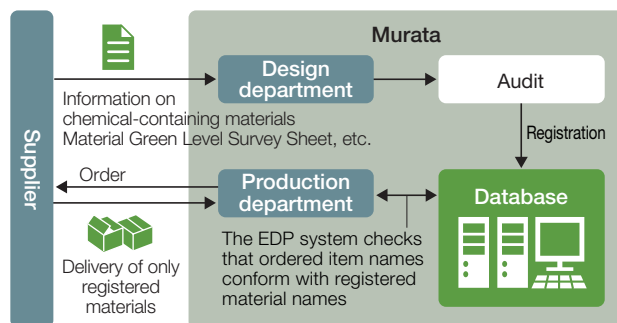 Murata
Supplier
Information on
chemical-containing materials
Material Green Level Survey Sheet, etc.
Design
department
Audit
Registration
Order
Production
department
Database
The EDP system checks
that ordered item names
conform with registered
material names
Delivery of only
registered
materials